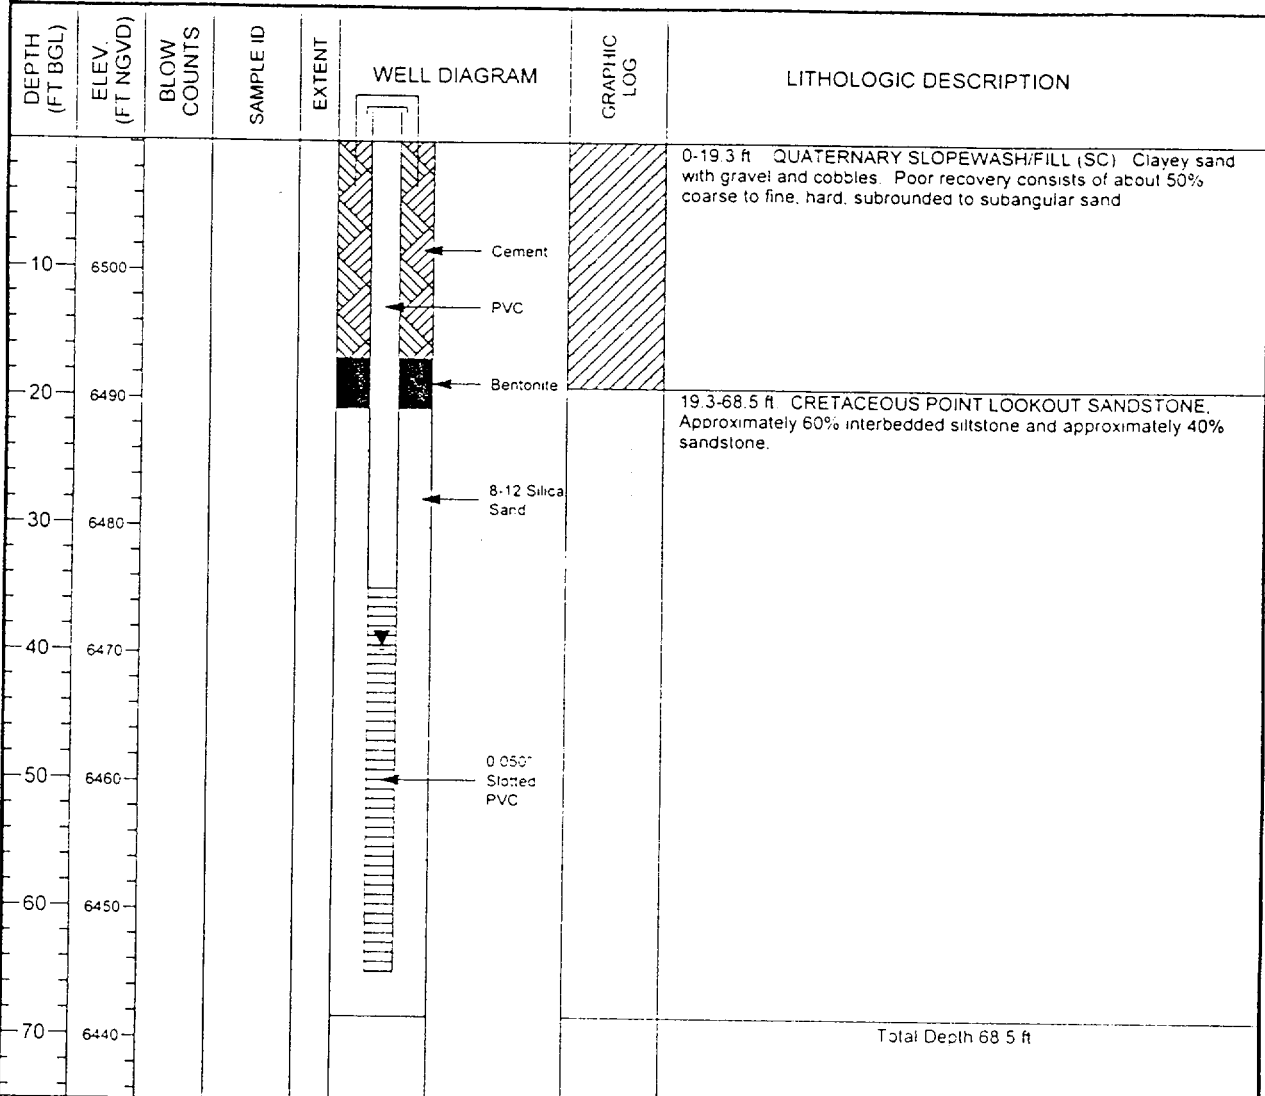 DEPTH
(FT BGL)
ELEV.
(FT NGVD)
BLOW
COUNTS
SAMPLE ID
EXTENT
WELL DIAGRAM
GRAPHIC
LOG
LITHOLOGIC DESCRIPTION
0-19.3 ft QUATERNARY SLOPEWASH/FILL (SC) Clayey sand
with gravel and cobbles. Poor recovery consists of about 50%
coarse to fine, hard, subrounded to subangular sand
Cement
10
6500
PVC
Bentonite
20
6490
19.3-68.5 ft. CRETACEOUS POINT LOOKOUT SANDSTONE,
Approximately 60% interbedded siltstone and approximately 40%
sandstone.
8-12 Silica
Sand
30
6480
40
6470
0.050"
Slotted
PVC
50
6460
60
6450
70
6440
Total Depth 68.5 ft